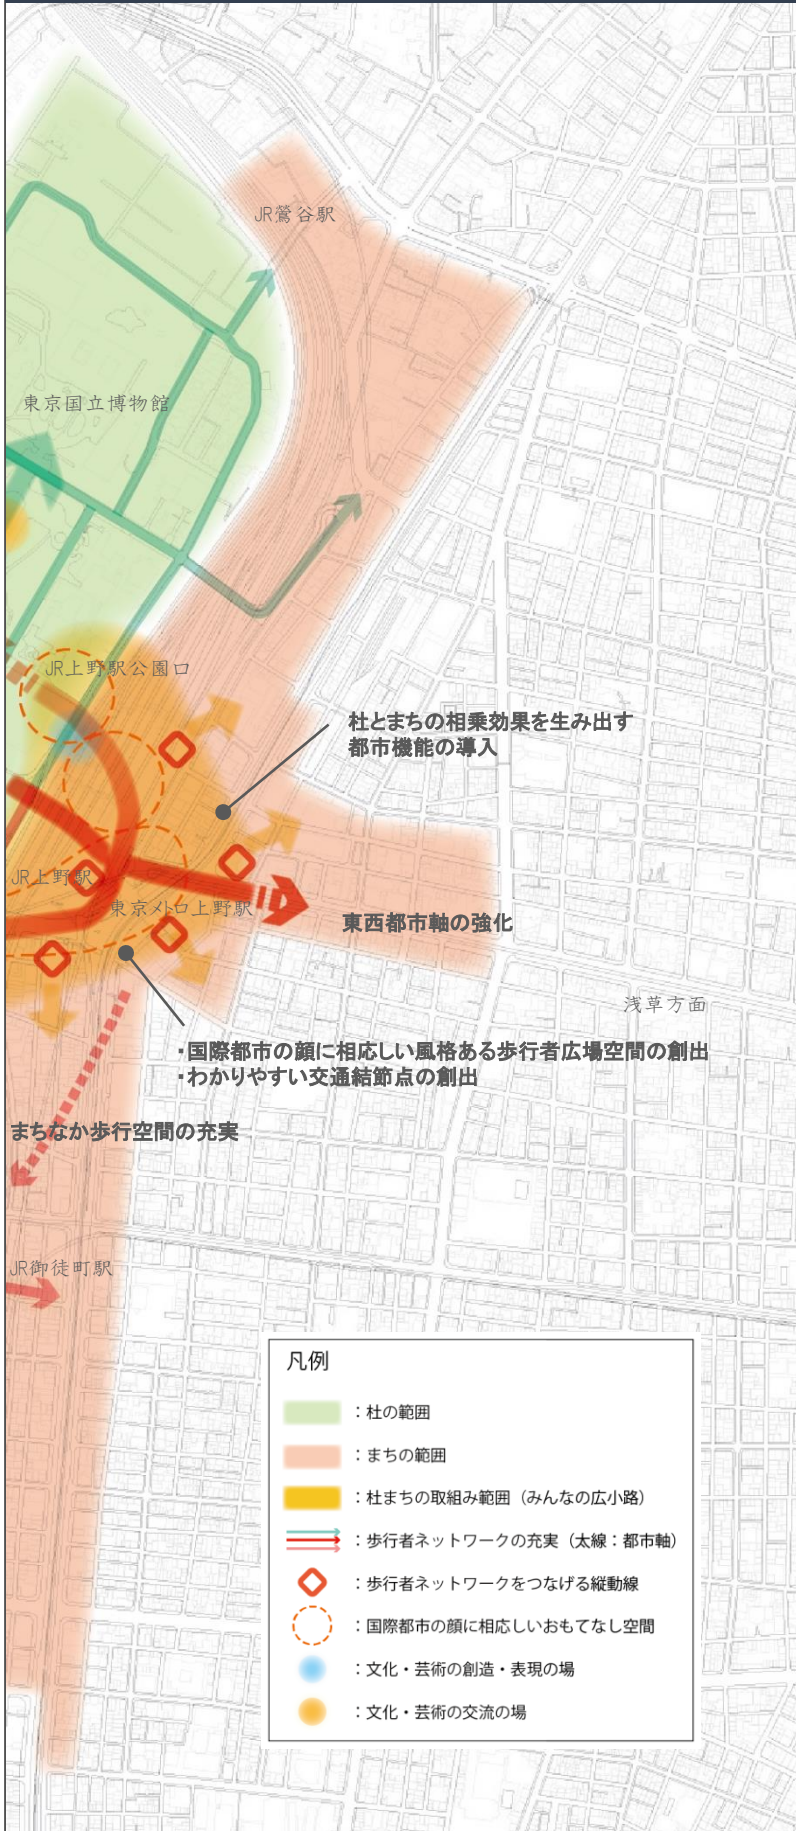 JR鶯谷駅
東京国立博物館
JR上野駅公園口
杜とまちの相乗効果を生み出す
都市機能の導入
JR上野駅
東京メトロ上野駅
東西都市軸の強化
浅草方面
・国際都市の顔に相応しい風格ある歩行者広場空間の創出
・わかりやすい交通結節点の創出
まちなか歩行空間の充実
JR御徒町駅
凡例
：杜の範囲
：まちの範囲
：杜まちの取組み範囲（みんなの広小路）
：歩行者ネットワークの充実（太線：都市軸）
：歩行者ネットワークをつなげる縦動線
：国際都市の顔に相応しいおもてなし空間
：文化・芸術の創造・表現の場
：文化・芸術の交流の場